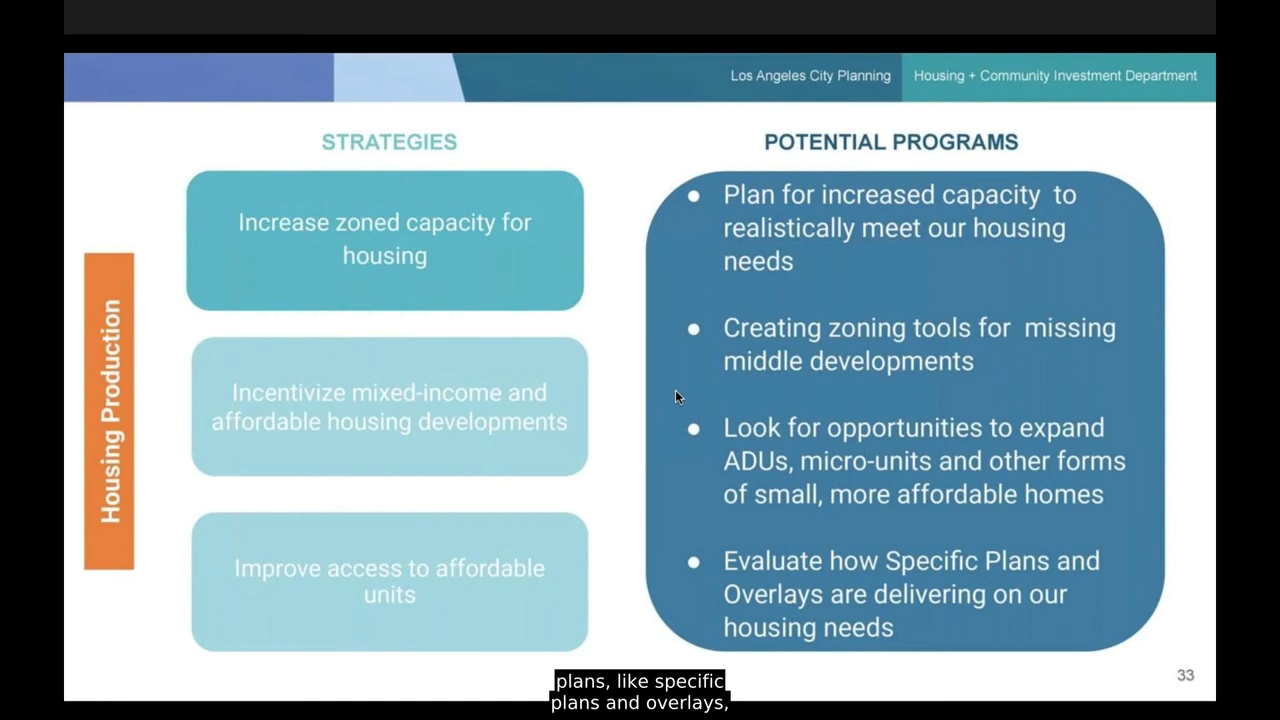 Los Angeles City Planning
Housing + Community Investment Department
STRATEGIES
POTENTIAL PROGRAMS
Housing Production
Increase zoned capacity for
housing
Incentivize mixed-income and
affordable housing developments
Improve access to affordable
units
● Plan for increased capacity to
realistically meet our housing
needs
● Creating zoning tools for missing
middle developments
● Look for opportunities to expand
ADUs, micro-units and other forms
of small, more affordable homes
● Evaluate how Specific Plans and
Overlays are delivering on our
housing needs
33
plans, like specific
plans and overlays,